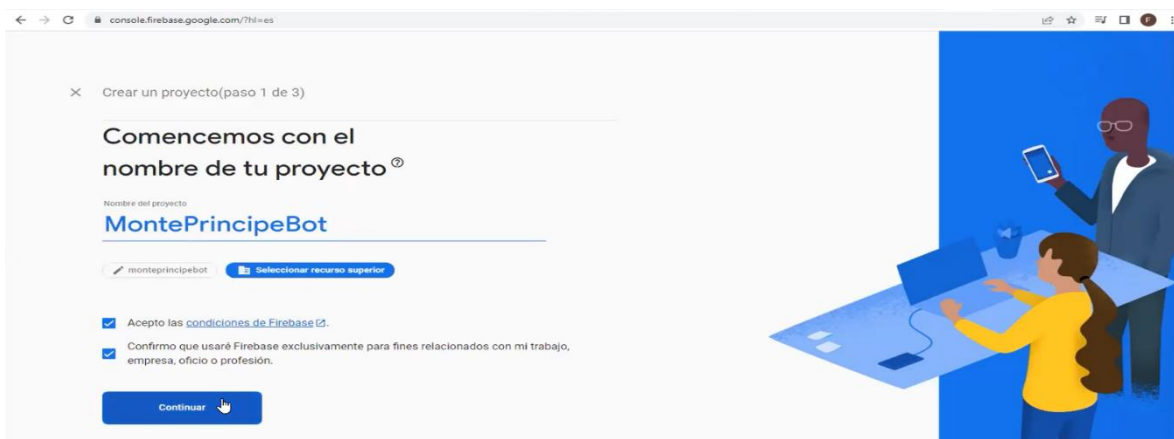 console.firebase.google.com/?hl=es
F
Crear un proyecto(paso 1 de 3)
Comencemos con el
nombre de tu proyecto
Nombre del proyecto
MontePrincipeBot
monteprincipebot
Seleccionar recurso superior
Acepto las condiciones de Firebase.
Confirmo que usaré Firebase exclusivamente para fines relacionados con mi trabajo,
empresa, oficio o profesión.
Continuar